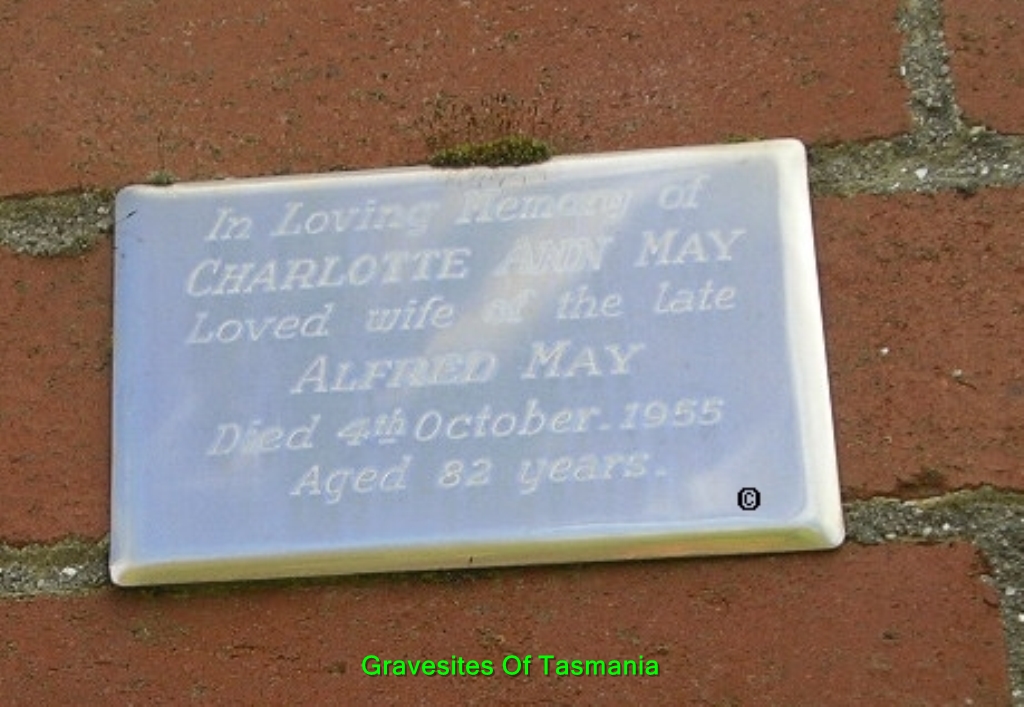 In Loving Memory of
CHARLOTTE ANN MAY
Loved wife of the late
ALFRED MAY
Died 4th October. 1955
Aged 82 years.
©
Gravesites Of Tasmania